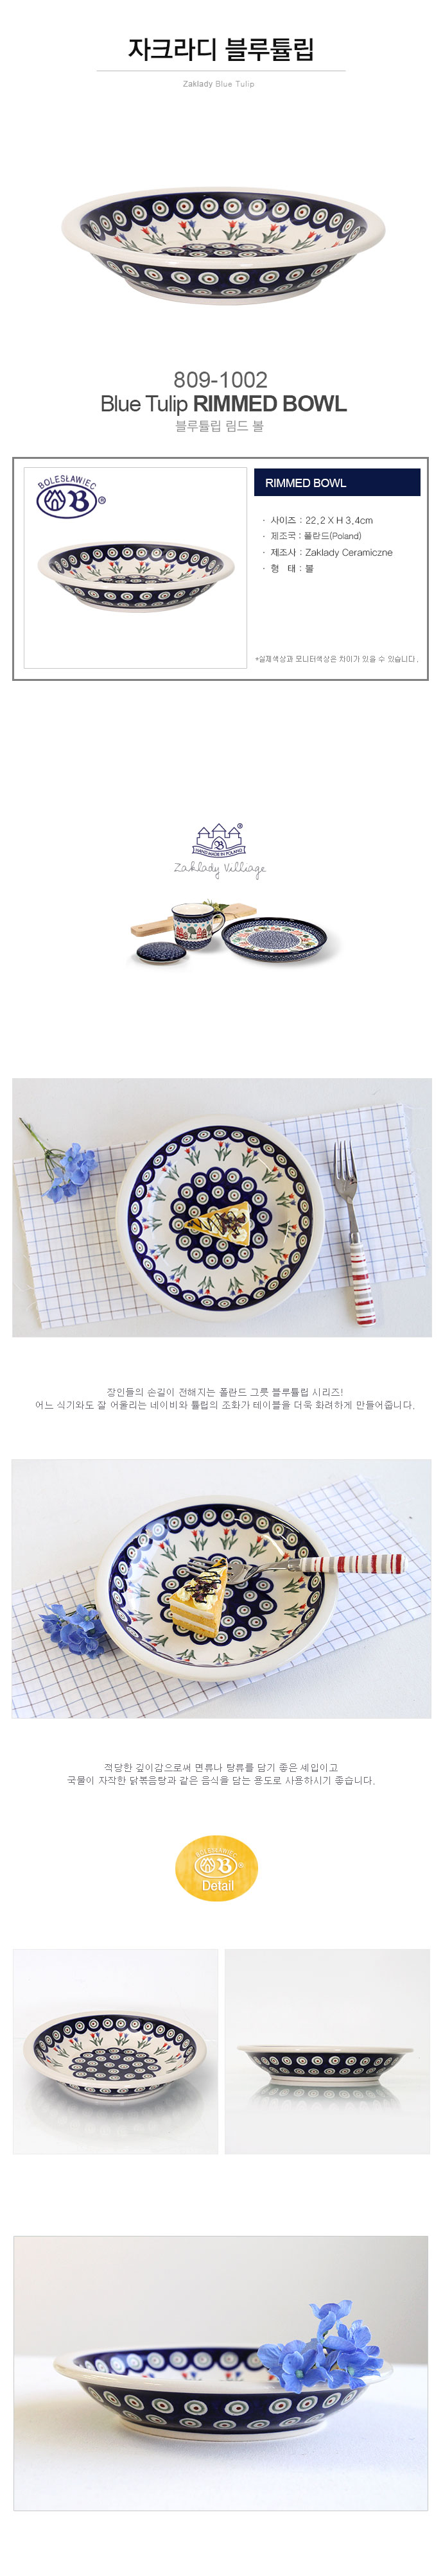 자크라디 블루튤립
Zaklady Blue Tulip
809-1002
Blue Tulip RIMMED BOWL
블루튤립 림드 볼
BOLESŁAWIEC
B ®
RIMMED BOWL
· 사이즈 : 22.2 X H 3.4cm
· 제조국 : 폴란드(Poland)
· 제조사 : Zaklady Ceramiczne
· 형 태 : 볼
*실제색상과 모니터색상은 차이가 있을 수 있습니다.
®
B
HAND MADE IN POLAND
Zaklady Village
장인들의 손길이 전해지는 폴란드 그릇 블루튤립 시리즈!
어느 식기와도 잘 어울리는 네이비와 튤립의 조화가 테이블을 더욱 화려하게 만들어줍니다.
적당한 깊이감으로써 면류나 탕류를 담기 좋은 셰입이고
국물이 자작한 닭볶음탕과 같은 음식을 담는 용도로 사용하시기 좋습니다.
BOLESŁAWIEC
B ®
Detail